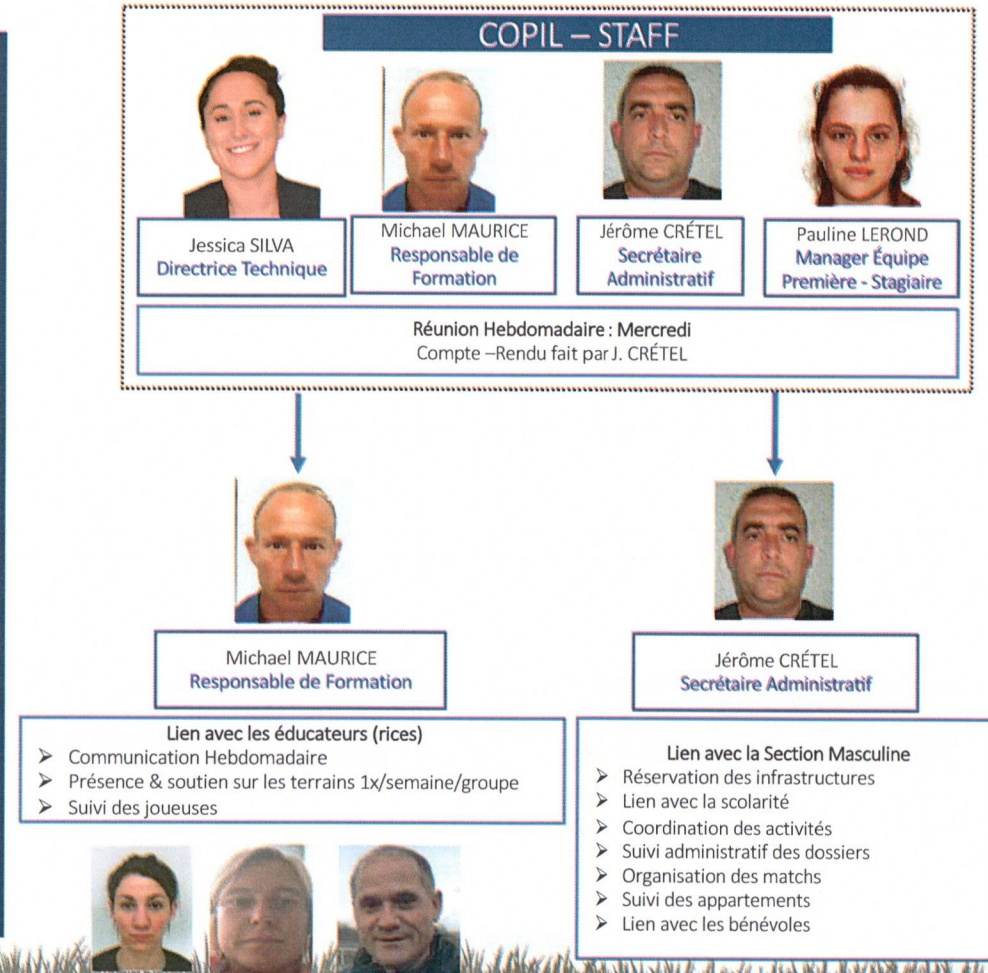 COPIL – STAFF
Jessica SILVA
Directrice Technique
Michael MAURICE
Responsable de
Formation
Jérôme CRÉTEL
Secrétaire
Administratif
Pauline LEROND
Manager Équipe
Première - Stagiaire
Réunion Hebdomadaire : Mercredi
Compte –Rendu fait par J. CRÉTEL
Michael MAURICE
Responsable de Formation
Lien avec les éducateurs (rices)
➢ Communication Hebdomadaire
➢ Présence & soutien sur les terrains 1x/semaine/groupe
➢ Suivi des joueuses
Jérôme CRÉTEL
Secrétaire Administratif
Lien avec la Section Masculine
➢ Réservation des infrastructures
➢ Lien avec la scolarité
➢ Coordination des activités
➢ Suivi administratif des dossiers
➢ Organisation des matchs
➢ Suivi des appartements
➢ Lien avec les bénévoles